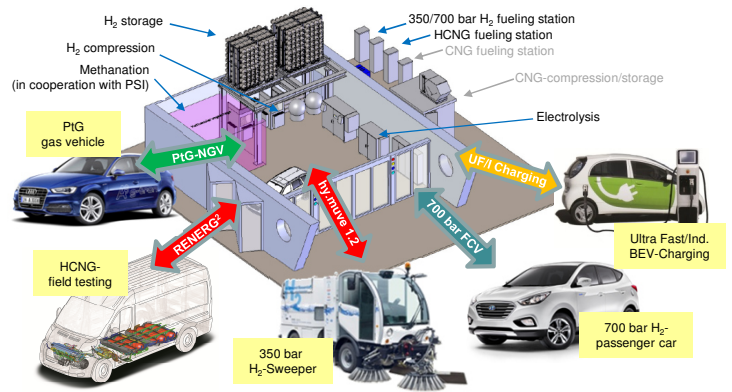 H₂ storage
H₂ compression
Methanation
(in cooperation with PSI)
350/700 bar H₂ fueling station
HCNG fueling station
CNG fueling station
CNG-compression/storage
Electrolysis
PtG
gas vehicle
PtG-NGV
UF/I Charging
hy.muve 1.2
700 bar FCV
RENERG²
Ultra Fast/Ind.
BEV-Charging
HCNG-
field testing
350 bar
H₂-Sweeper
700 bar H₂-
passenger car